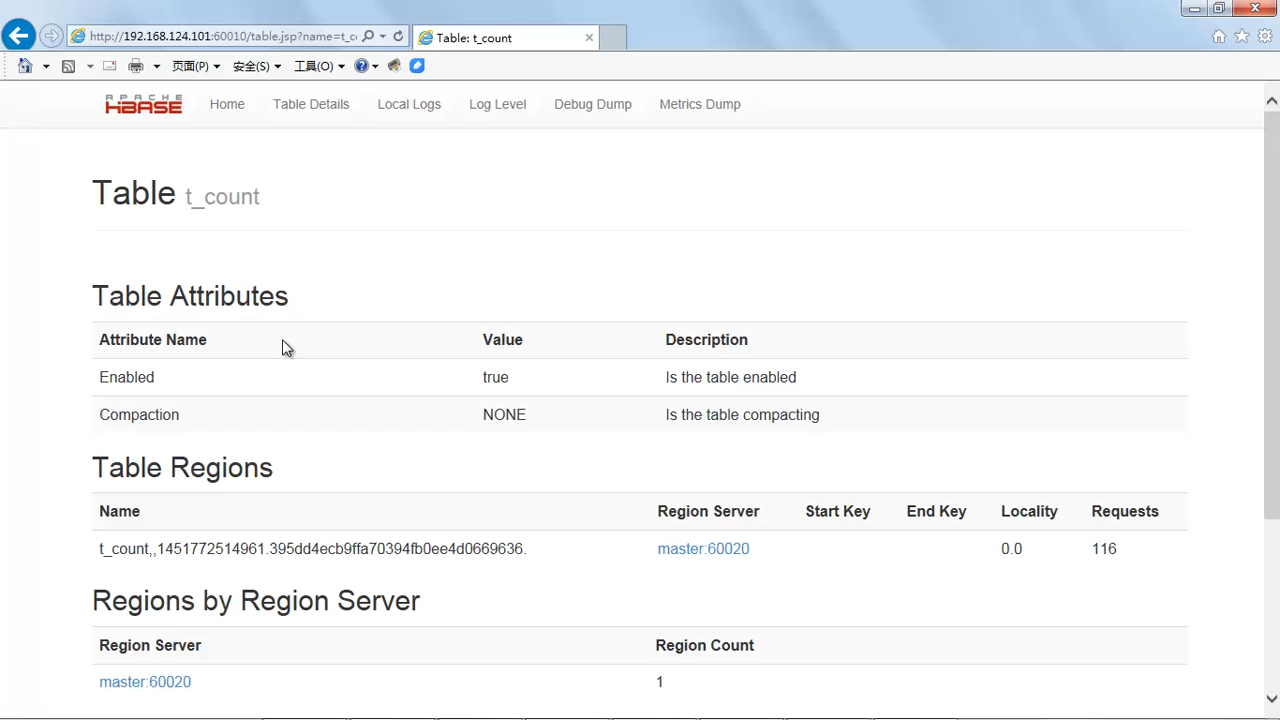 http://192.168.124.101:60010/table.jsp?name=t_c
Table: t_count
页面(P)
安全(S)
工具(O)
APACHE
HBASE
Home
Table Details
Local Logs
Log Level
Debug Dump
Metrics Dump
Table t_count
Table Attributes
Attribute Name Value Description
Enabled true Is the table enabled
Compaction NONE Is the table compacting
Table Regions
Name Region Server Start Key End Key Locality Requests
t_count,,1451772514961.395dd4ecb9ffa70394fb0ee4d0669636. master:60020 0.0 116
Regions by Region Server
Region Server Region Count
master:60020 1